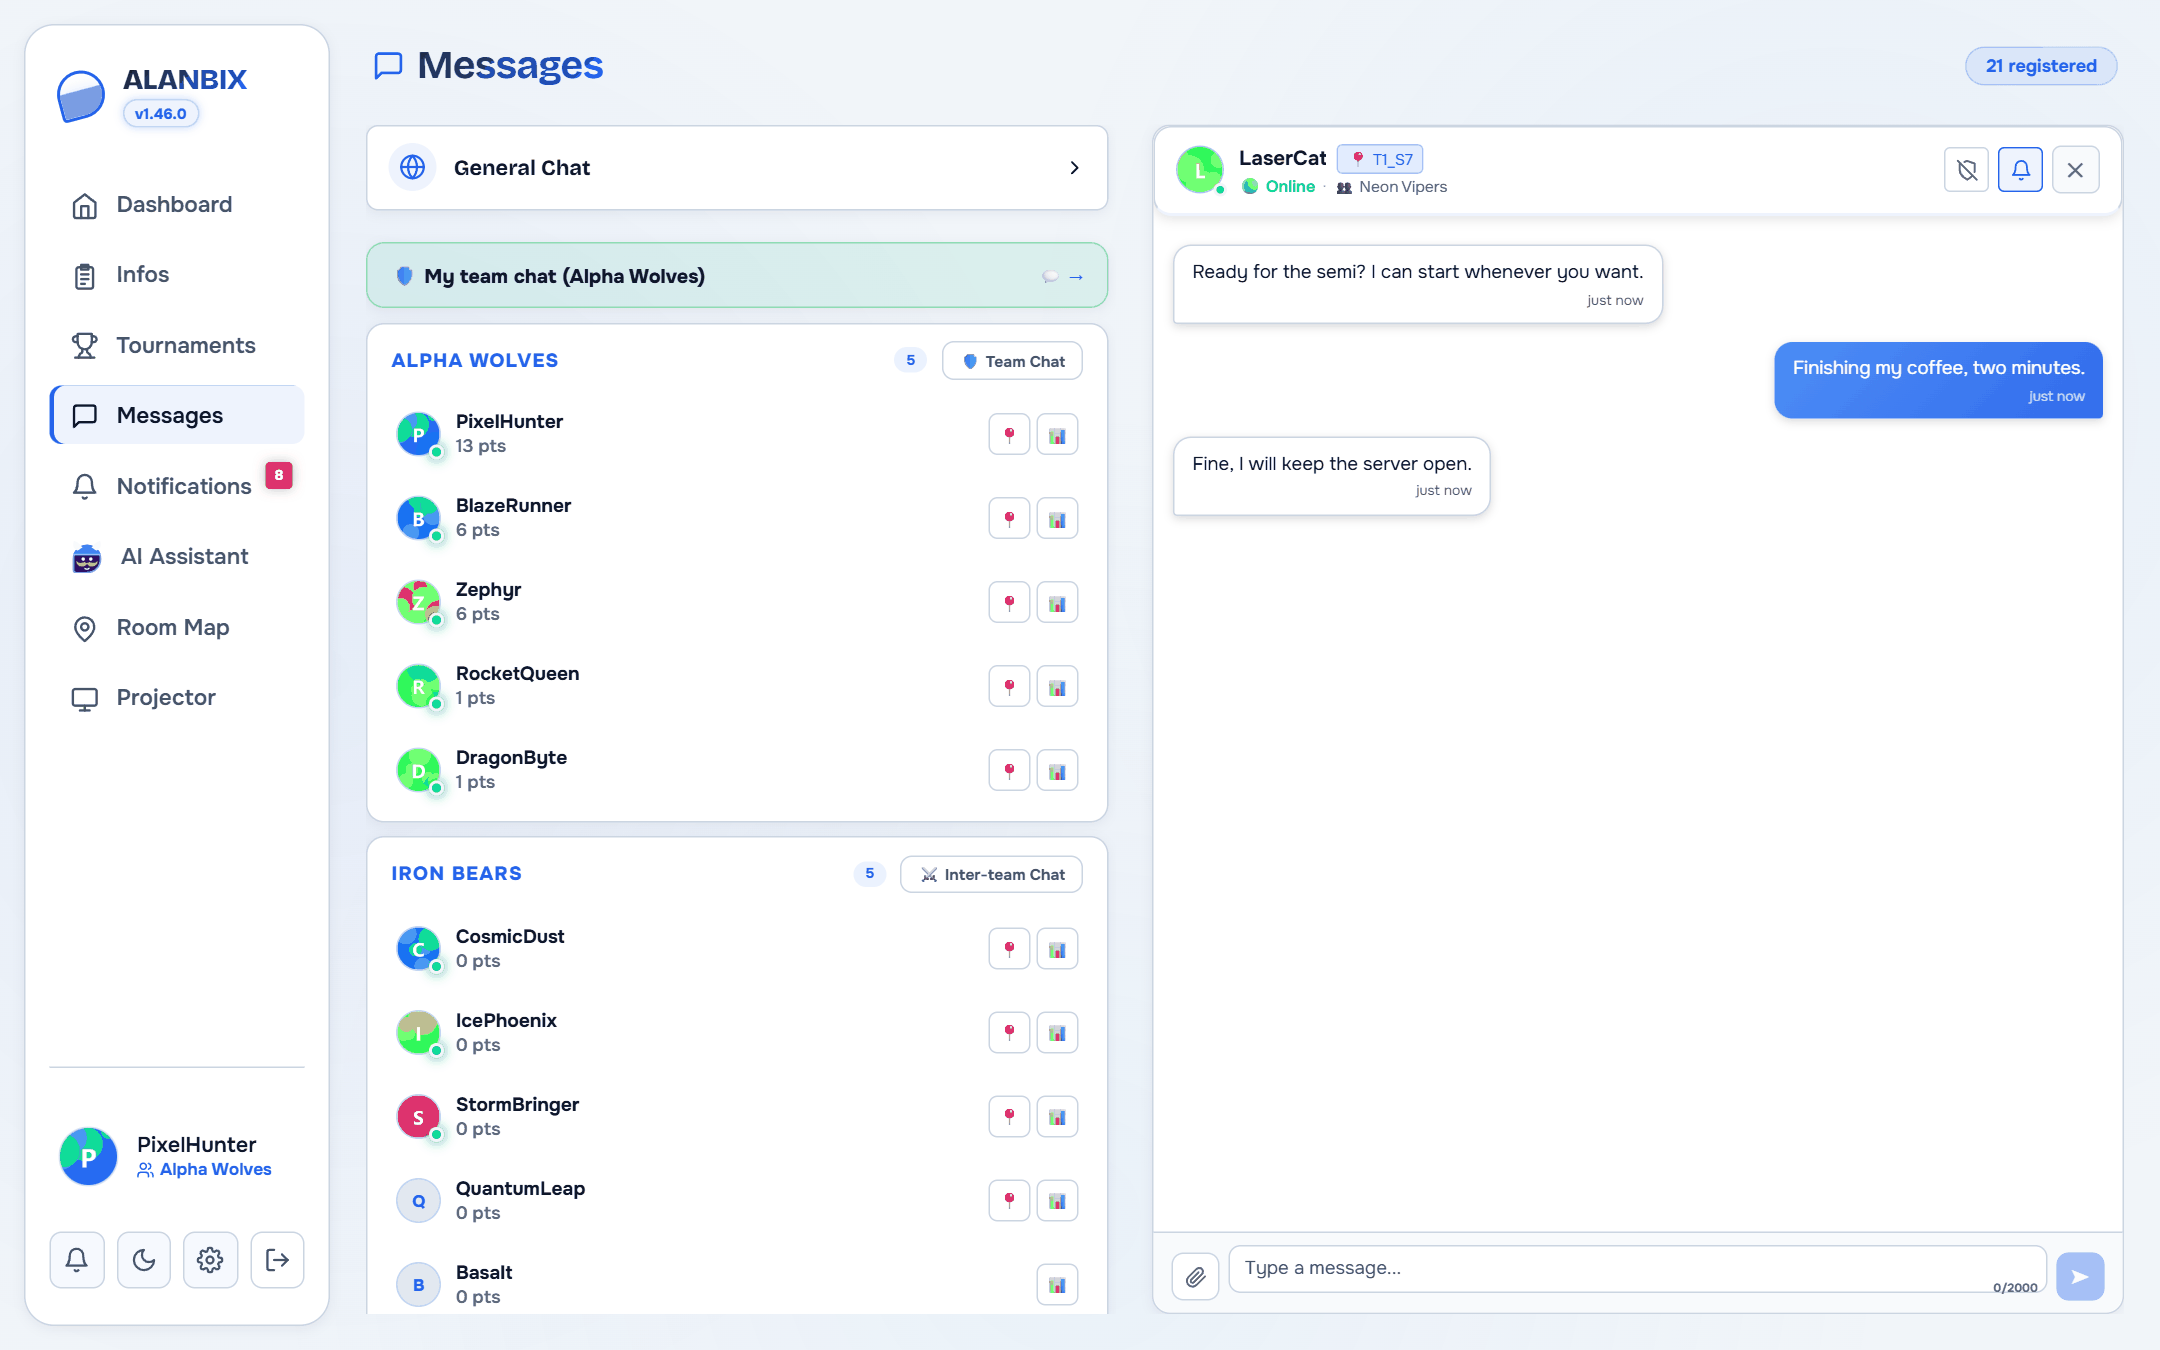 ALANBIX
v1.46.0
Dashboard
Infos
Tournaments
Messages
Notifications
8
AI Assistant
Room Map
Projector
P
PixelHunter
Alpha Wolves
Messages
21 registered
General Chat
My team chat (Alpha Wolves)
→
ALPHA WOLVES
5
Team Chat
P
PixelHunter
13 pts
B
BlazeRunner
6 pts
Z
Zephyr
6 pts
R
RocketQueen
1 pts
D
DragonByte
1 pts
IRON BEARS
5
Inter-team Chat
C
CosmicDust
0 pts
I
IcePhoenix
0 pts
S
StormBringer
0 pts
Q
QuantumLeap
0 pts
B
Basalt
0 pts
L
LaserCat
T1_S7
Online · Neon Vipers
Ready for the semi? I can start whenever you want.
just now
Finishing my coffee, two minutes.
just now
Fine, I will keep the server open.
just now
Type a message...
0/2000